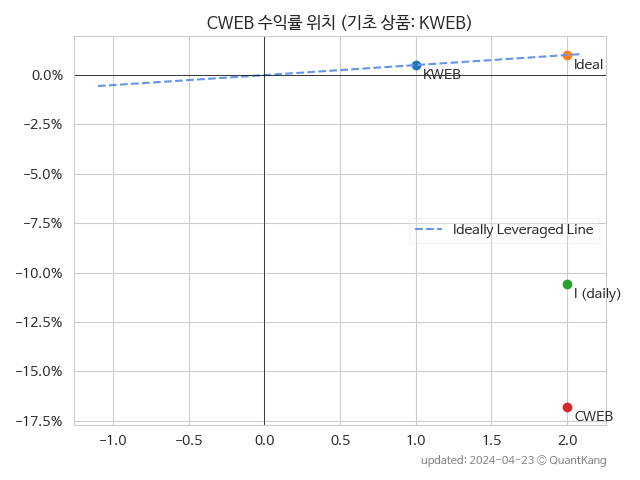 CWEB 수익률 위치 (기초 상품: KWEB)
0.0%
−2.5%
−5.0%
−7.5%
−10.0%
−12.5%
−15.0%
−17.5%
KWEB
Ideal
Ideally Leveraged Line
I (daily)
CWEB
−1.0 −0.5 0.0 0.5 1.0 1.5 2.0
updated: 2024-04-23 © QuantKang